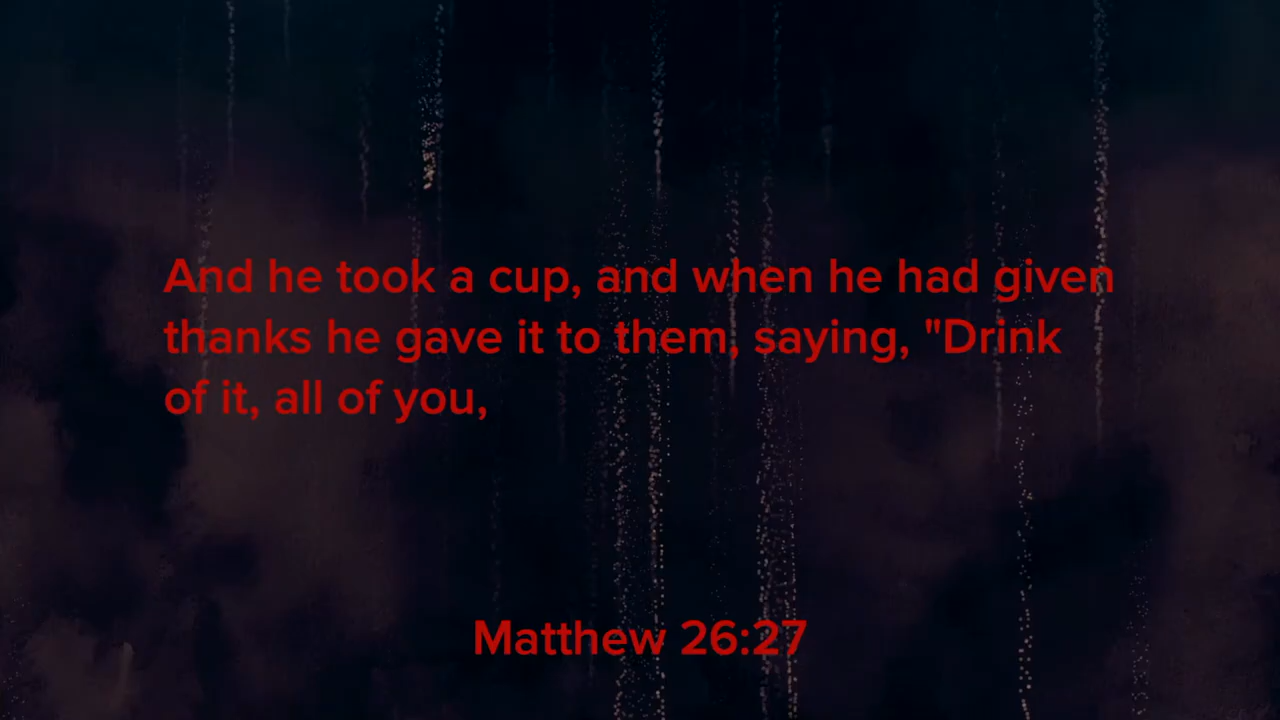 And he took a cup, and when he had given
thanks he gave it to them, saying, "Drink
of it, all of you,
Matthew 26:27